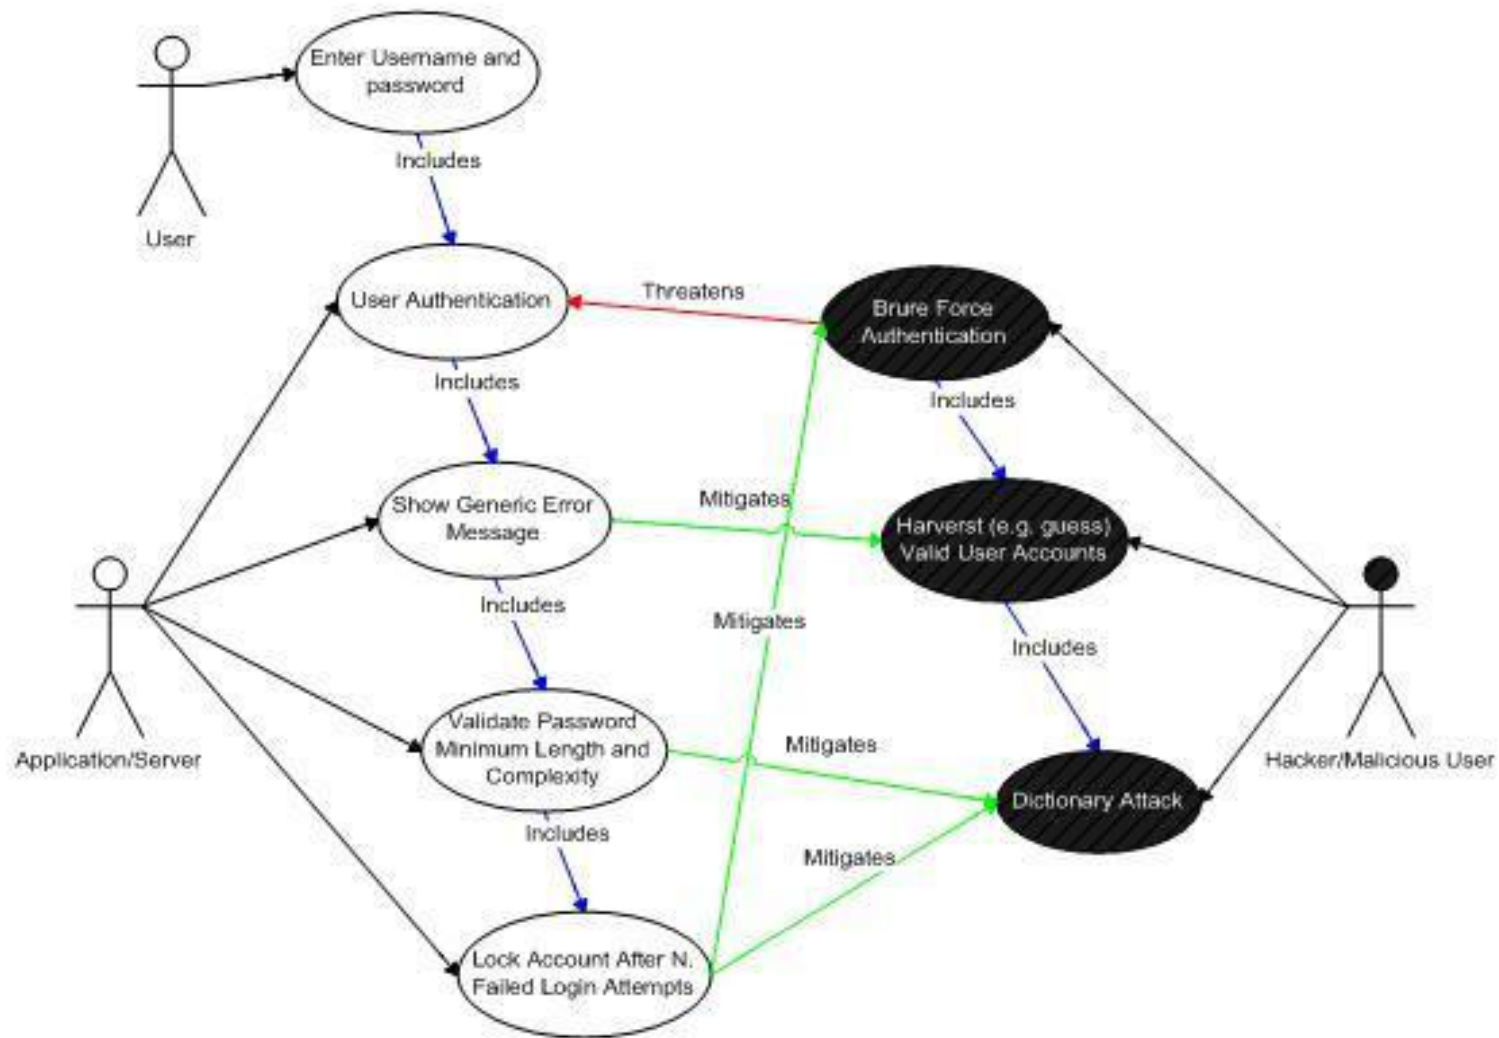 Enter Username and
password
Includes
User
User Authentication
Threatens
Brure Force
Authentication
Includes
Includes
Show Generic Error
Message
Mitigates
Harverst (e.g. guess)
Valid User Accounts
Includes
Mitigates
Includes
Application/Server
Validate Password
Minimum Length and
Complexity
Mitigates
Hacker/Malicious User
Dictionary Attack
Includes
Mitigates
Lock Account After N.
Failed Login Attempts